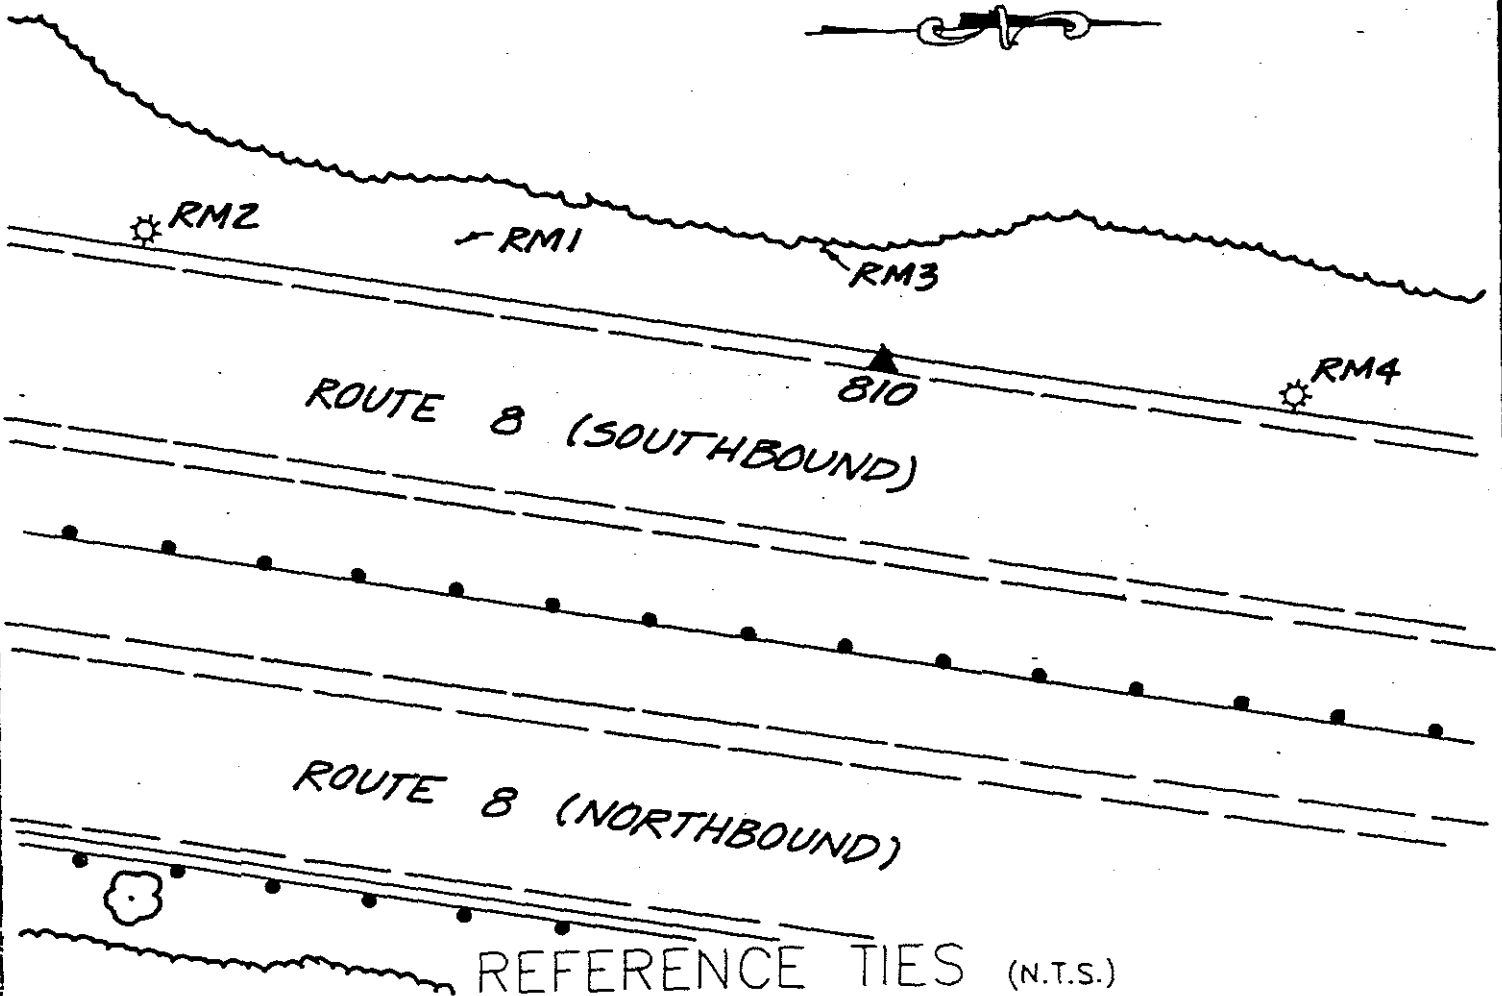 RM2
RM1
RM3
RM4
810
ROUTE 8 (SOUTHBOUND)
ROUTE 8 (NORTHBOUND)
REFERENCE TIES (N.T.S.)